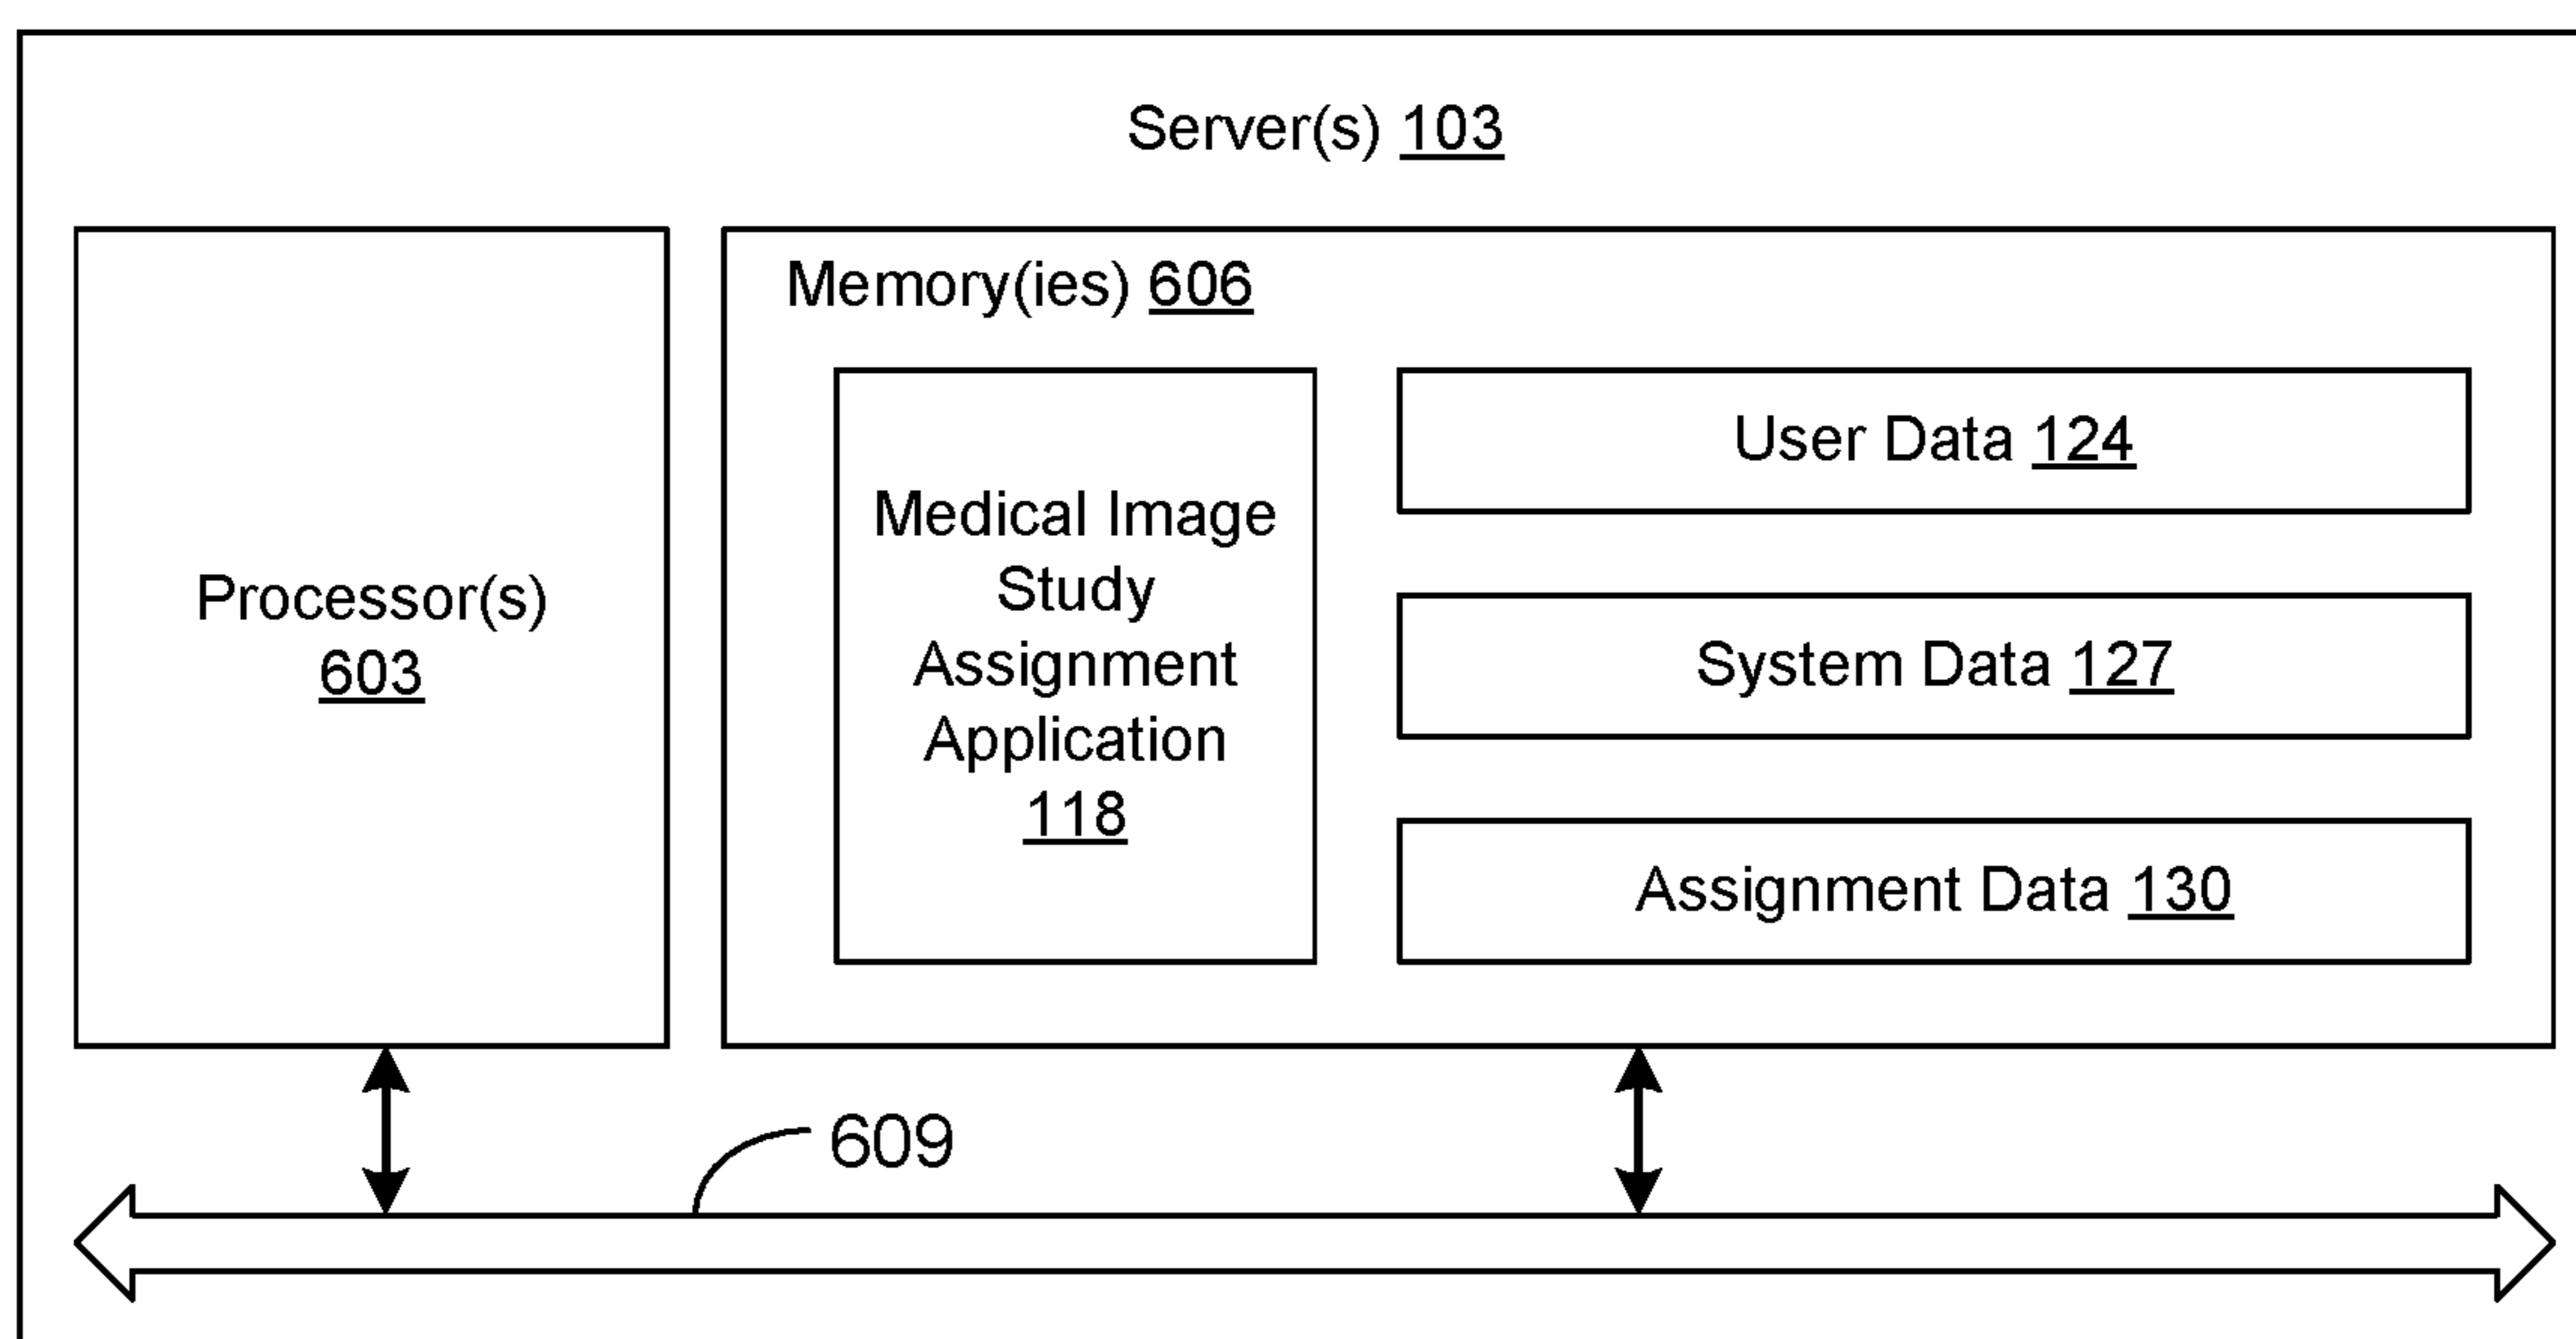 Server(s) 103
Memory(ies) 606
Processor(s)
603
Medical Image
Study
Assignment
Application
118
User Data 124
System Data 127
Assignment Data 130
609